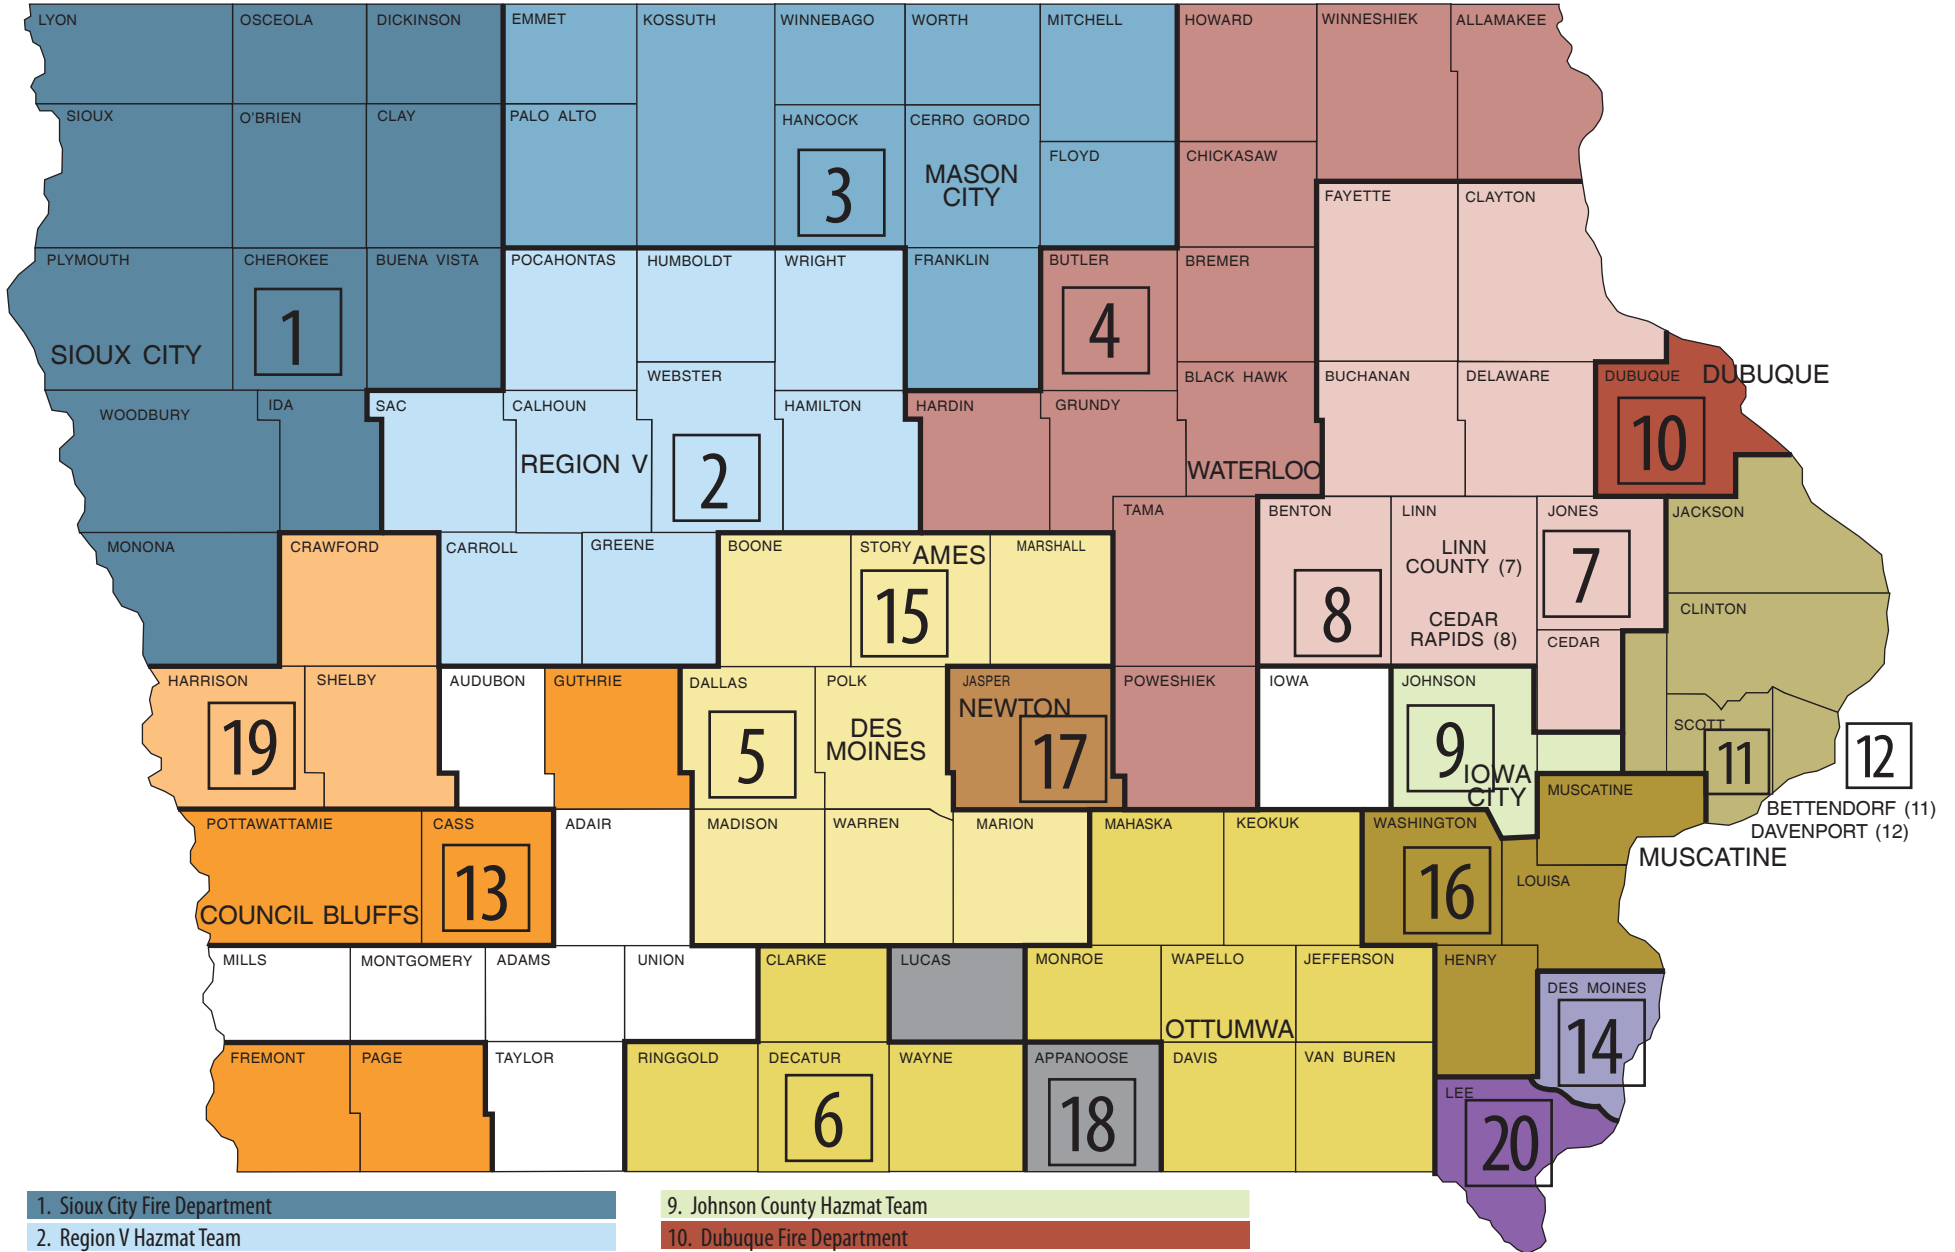 LYON OSCEOLA DICKINSON EMMET KOSSUTH WINNEBAGO WORTH MITCHELL HOWARD WINNESHIEK ALLAMAKEE
SIOUX O'BRIEN CLAY PALO ALTO HANCOCK CERRO GORDO
FLOYD CHICKASAW
3 MASON
CITY
FAYETTE CLAYTON
PLYMOUTH CHEROKEE BUENA VISTA POCAHONTAS HUMBOLDT WRIGHT FRANKLIN BUTLER BREMER
SIOUX CITY 1 4
WEBSTER BLACK HAWK BUCHANAN DELAWARE DUBUQUE DUBUQUE
WOODBURY IDA SAC CALHOUN HAMILTON HARDIN GRUNDY
10
REGION V 2 WATERLOO
TAMA BENTON LINN JONES JACKSON
MONONA CRAWFORD CARROLL GREENE BOONE STORY AMES MARSHALL
LINN
COUNTY (7)
7
15 8
CEDAR
RAPIDS (8)
CLINTON
CEDAR
HARRISON SHELBY AUDUBON GUTHRIE DALLAS POLK JASPER POWESHIEK IOWA JOHNSON
NEWTON
19 5 DES
MOINES
17 9 IOWA
CITY
SCOTT
11 12
MUSCATINE
BETTENDORF (11)
DAVENPORT (12)
MUSCATINE
POTTAWATTAMIE CASS ADAIR MADISON WARREN MARION MAHASKA KEOKUK WASHINGTON
LOUISA
COUNCIL BLUFFS 13 16
MILLS MONTGOMERY ADAMS UNION CLARKE LUCAS MONROE WAPELLO JEFFERSON HENRY
DES MOINES
OTTUMWA 14
FREMONT PAGE TAYLOR RINGGOLD DECATUR WAYNE APPANOOSE DAVIS VAN BUREN
LEE
6 18 20
1. Sioux City Fire Department
2. Region V Hazmat Team
9. Johnson County Hazmat Team
10. Dubuque Fire Department